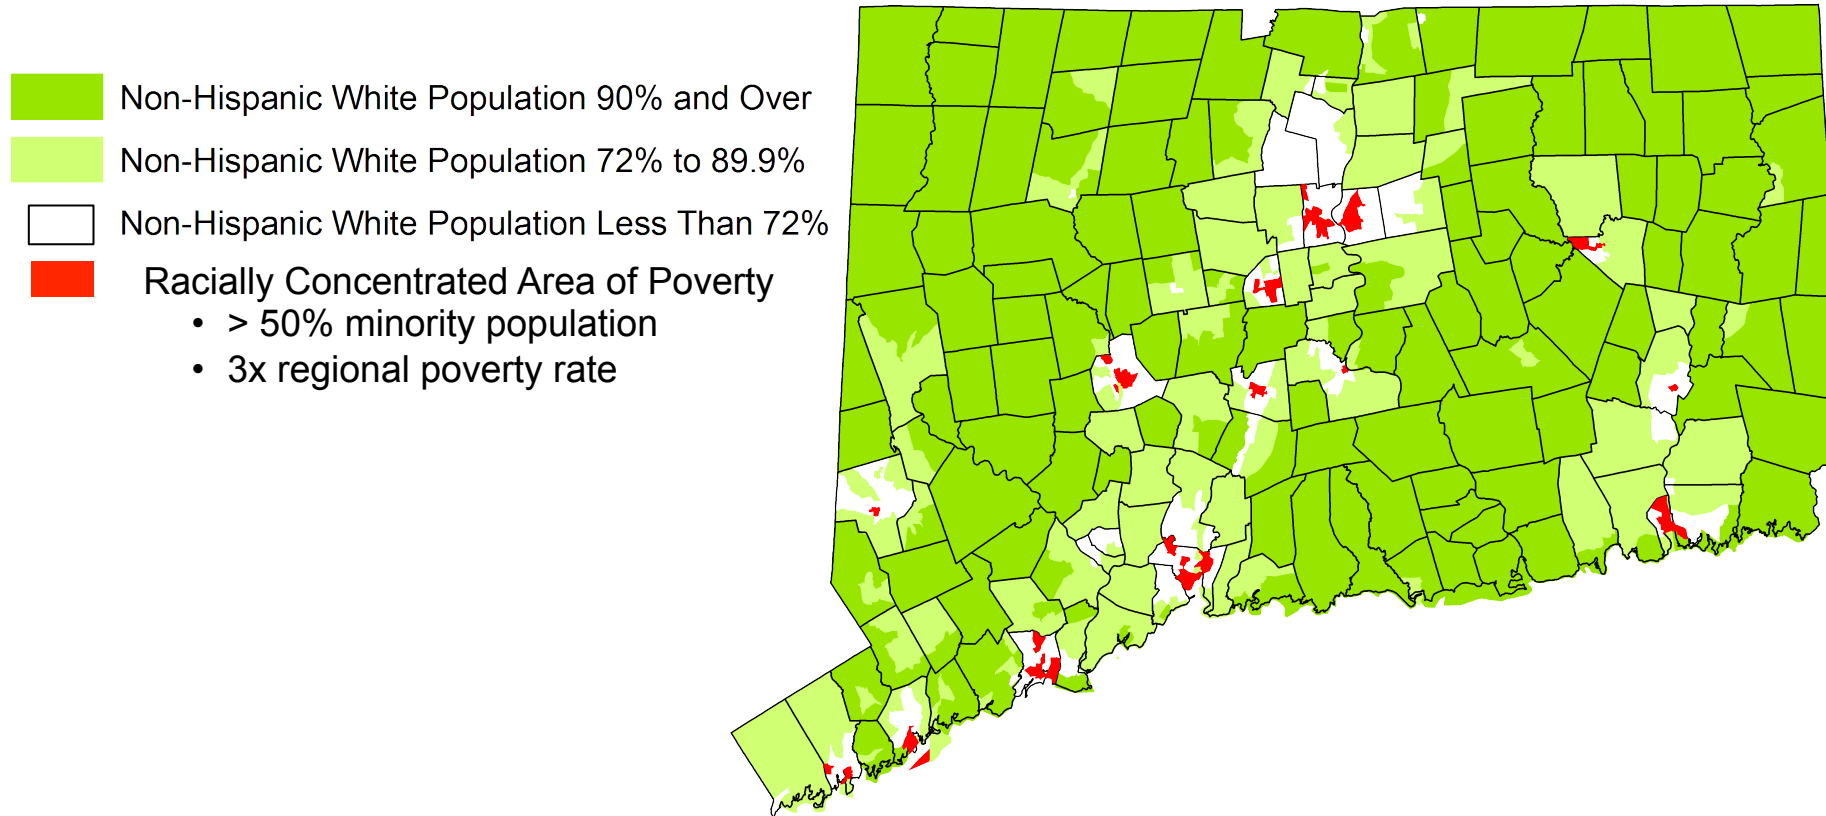 Non-Hispanic White Population 90% and Over
Non-Hispanic White Population 72% to 89.9%
Non-Hispanic White Population Less Than 72%
Racially Concentrated Area of Poverty
• > 50% minority population
• 3x regional poverty rate